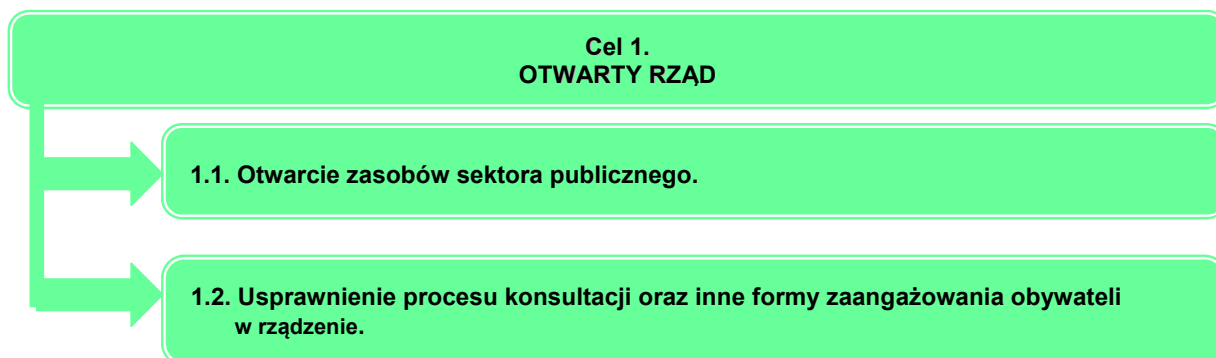 Cel 1.
OTWARTY RZĄD
1.1. Otwarcie zasobów sektora publicznego.
1.2. Usprawnienie procesu konsultacji oraz inne formy zaangażowania obywateli
w rządzenie.